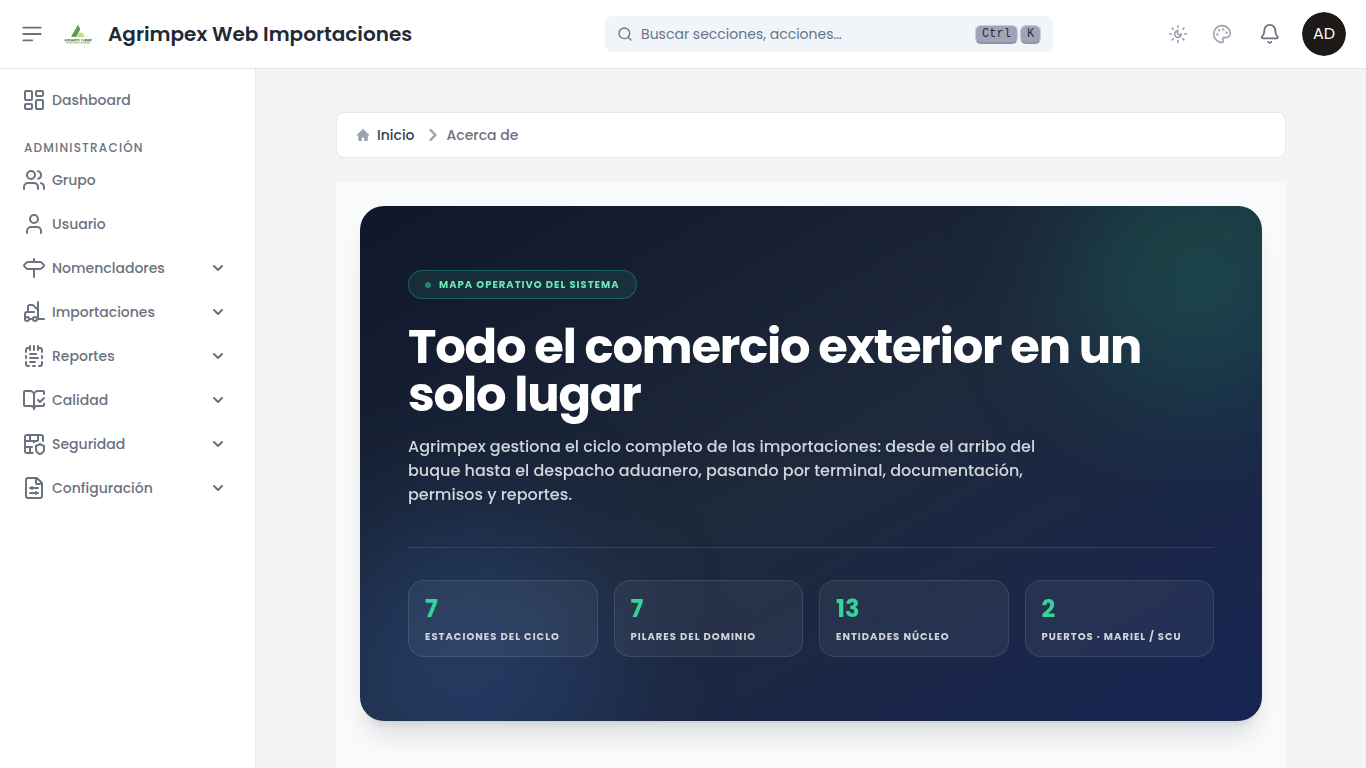 Agrimpex Web Importaciones
Buscar secciones, acciones...
Ctrl K
AD
Dashboard
ADMINISTRACIÓN
Grupo
Usuario
Nomencladores
Importaciones
Reportes
Calidad
Seguridad
Configuración
Inicio
Acerca de
MAPA OPERATIVO DEL SISTEMA
Todo el comercio exterior en un
solo lugar
Agrimpex gestiona el ciclo completo de las importaciones: desde el arribo del
buque hasta el despacho aduanero, pasando por terminal, documentación,
permisos y reportes.
7
ESTACIONES DEL CICLO
7
PILARES DEL DOMINIO
13
ENTIDADES NÚCLEO
2
PUERTOS · MARIEL / SCU